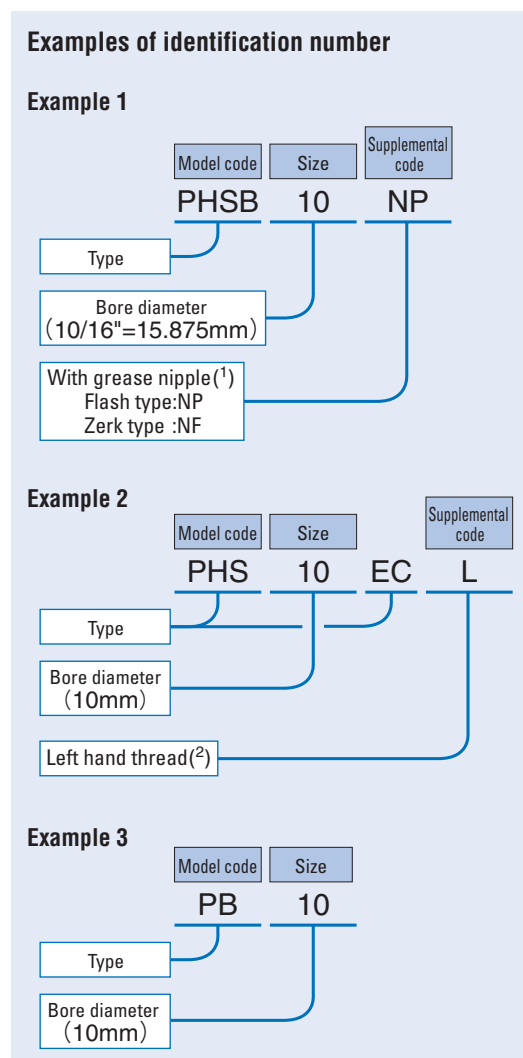 Examples of identification number
Example 1
Model code Size Supplemental
code
PHSB 10 NP
Type
Bore diameter
（10/16"=15.875mm）
With grease nipple(¹)
Flash type:NP
Zerk type :NF
Example 2
Model code Size Supplemental
code
PHS 10 EC L
Type
Bore diameter
（10mm）
Left hand thread(²)
Example 3
Model code Size
PB 10
Type
Bore diameter
（10mm）